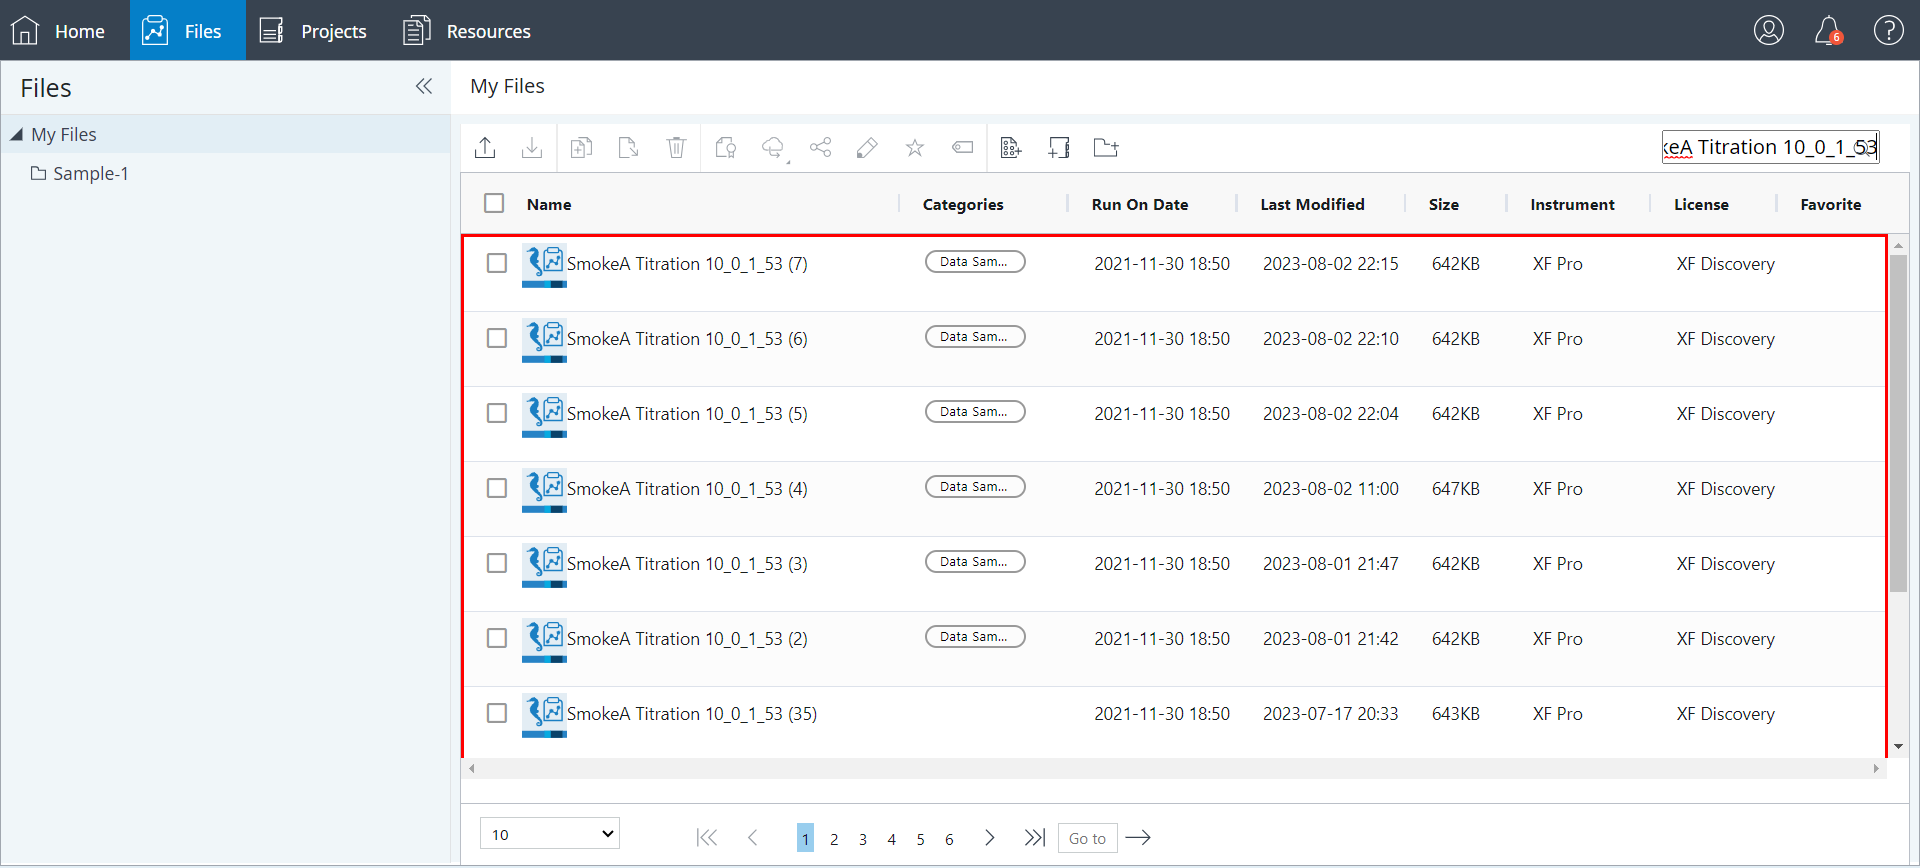 Home Files Projects Resources 6 ?
Files My Files
My Files
Sample-1
keA Titration 10_0_1_53
Name Categories Run On Date Last Modified Size Instrument License Favorite
SmokeA Titration 10_0_1_53 (7) Data Sam... 2021-11-30 18:50 2023-08-02 22:15 642KB XF Pro XF Discovery
SmokeA Titration 10_0_1_53 (6) Data Sam... 2021-11-30 18:50 2023-08-02 22:10 642KB XF Pro XF Discovery
SmokeA Titration 10_0_1_53 (5) Data Sam... 2021-11-30 18:50 2023-08-02 22:04 642KB XF Pro XF Discovery
SmokeA Titration 10_0_1_53 (4) Data Sam... 2021-11-30 18:50 2023-08-02 11:00 647KB XF Pro XF Discovery
SmokeA Titration 10_0_1_53 (3) Data Sam... 2021-11-30 18:50 2023-08-01 21:47 642KB XF Pro XF Discovery
SmokeA Titration 10_0_1_53 (2) Data Sam... 2021-11-30 18:50 2023-08-01 21:42 642KB XF Pro XF Discovery
SmokeA Titration 10_0_1_53 (35) 2021-11-30 18:50 2023-07-17 20:33 643KB XF Pro XF Discovery
10 1 2 3 4 5 6 Go to